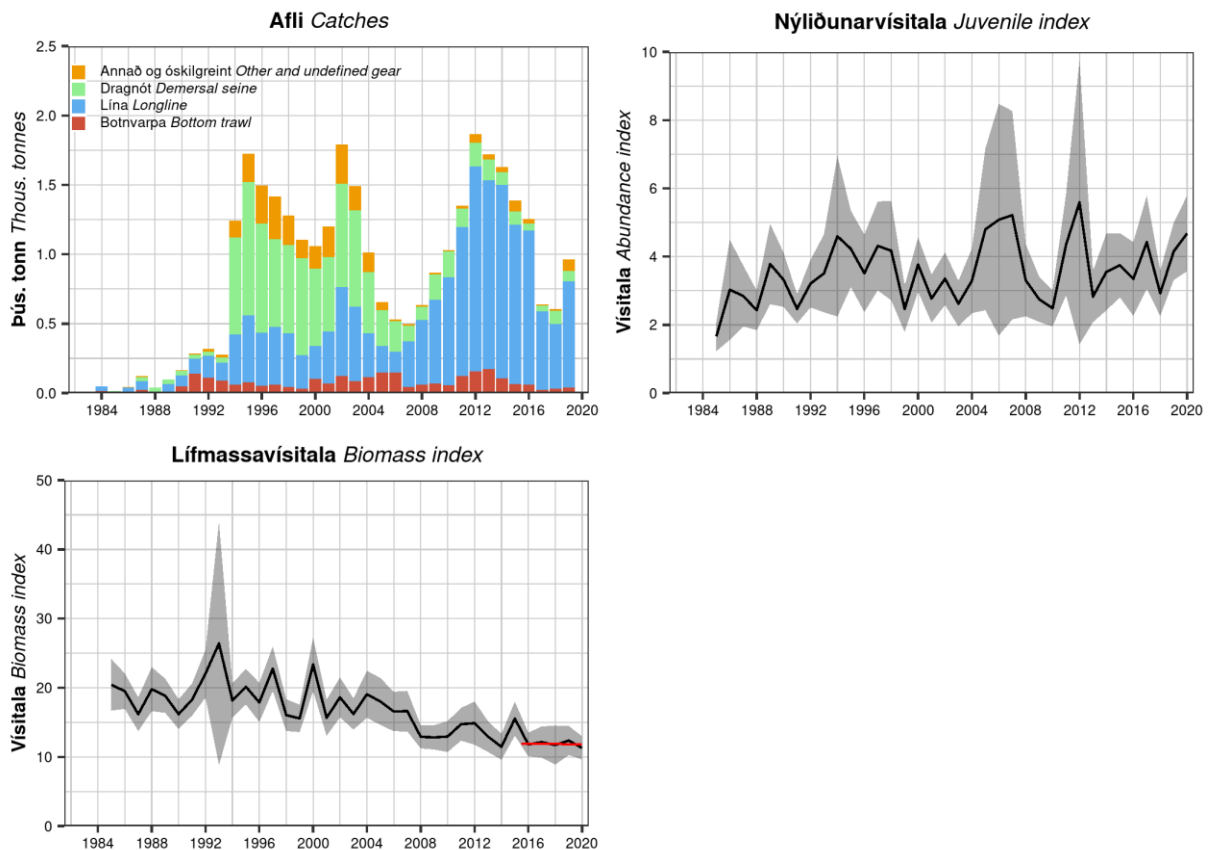 Afli Catches
Þús. tonn Thous. tonnes
2.5
2.0
1.5
1.0
0.5
0.0
Annað og óskilgreint Other and undefined gear
Dragnót Demersal seine
Lína Longline
Botnvarpa Bottom trawl
1984 1988 1992 1996 2000 2004 2008 2012 2016 2020
Nýliðunarvísitala Juvenile index
Vísitala Abundance index
10
8
6
4
2
0
1984 1988 1992 1996 2000 2004 2008 2012 2016 2020
Lífmassavísitala Biomass index
Vísitala Biomass index
50
40
30
20
10
0
1984 1988 1992 1996 2000 2004 2008 2012 2016 2020